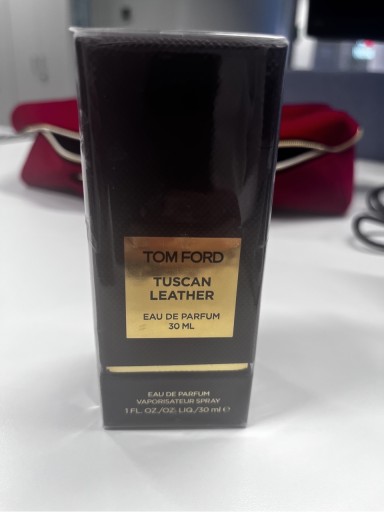 TOM FORD
TUSCAN
LEATHER
EAU DE PARFUM
30 ML
EAU DE PARFUM
VAPORISATEUR SPRAY
1 FL. OZ./OZ. LIQ./30 ml ℮